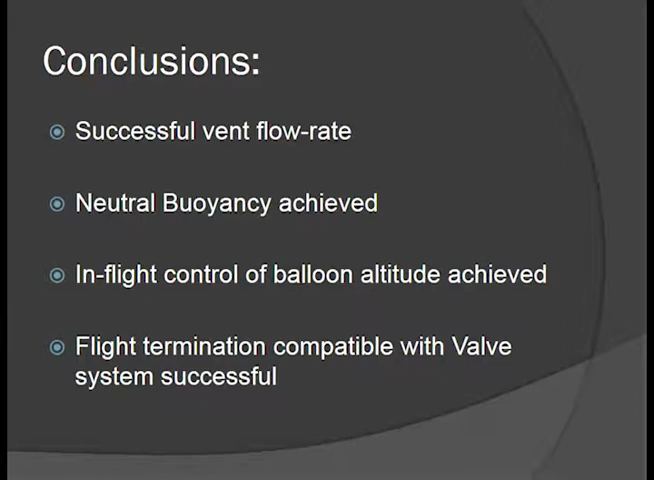 Conclusions:
Successful vent flow-rate
Neutral Buoyancy achieved
In-flight control of balloon altitude achieved
Flight termination compatible with Valve
system successful